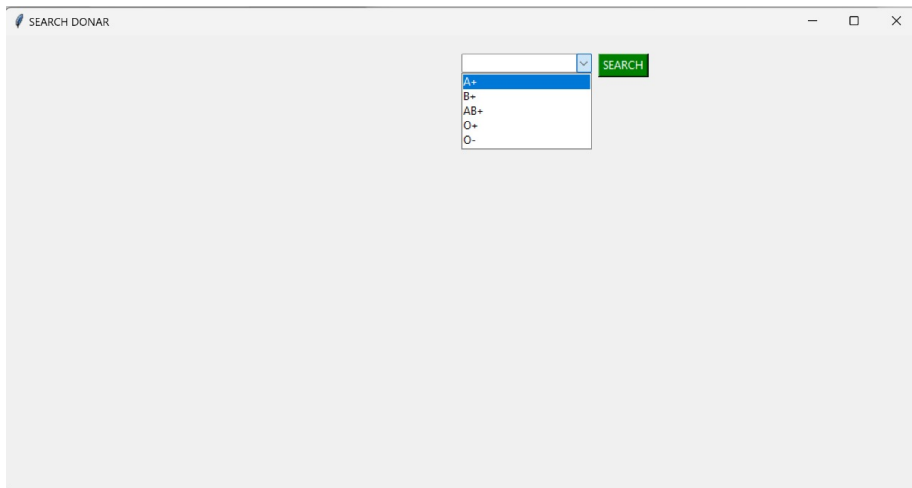 SEARCH DONAR
SEARCH
A+
B+
AB+
O+
O-